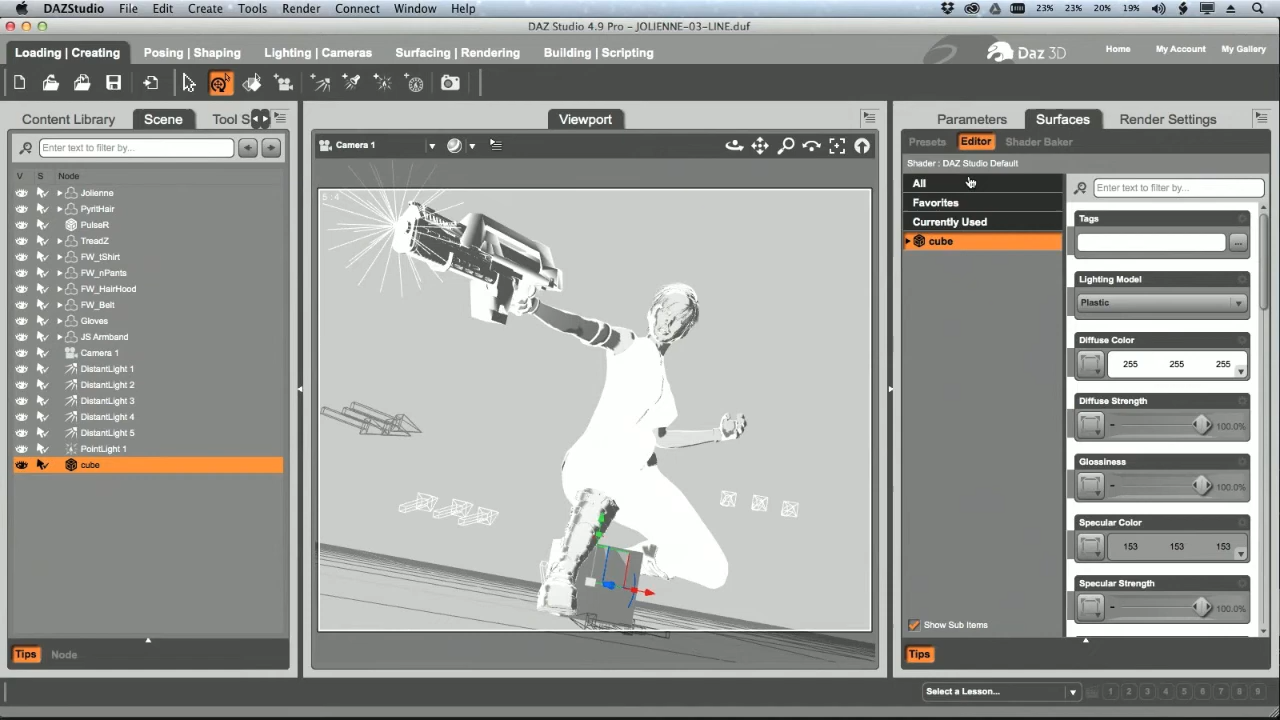 DAZStudio File Edit Create Tools Render Connect Window Help 23% 23% 20% 19%
DAZ Studio 4.9 Pro - JOLIENNE-03-LINE.duf
Loading | Creating Posing | Shaping Lighting | Cameras Surfacing | Rendering Building | Scripting Daz 3D Home My Account My Gallery
Content Library Scene Tool S
Enter text to filter by...
V S Node
Jolienne
PyritHair
PulseR
TreadZ
FW_tShirt
FW_nPants
FW_HairHood
FW_Belt
Gloves
JS Armband
Camera 1
DistantLight 1
DistantLight 2
DistantLight 3
DistantLight 4
DistantLight 5
PointLight 1
cube
Tips Node
Viewport
Camera 1
5 : 4
Parameters Surfaces Render Settings
Presets Editor Shader Baker
Shader : DAZ Studio Default
All
Favorites
Currently Used
cube
Show Sub Items
Enter text to filter by...
Tags
...
Lighting Model
Plastic
Diffuse Color
255 255 255
Diffuse Strength
100.0%
Glossiness
100.0%
Specular Color
153 153 153
Specular Strength
100.0%
Tips
Select a Lesson... 1 2 3 4 5 6 7 8 9